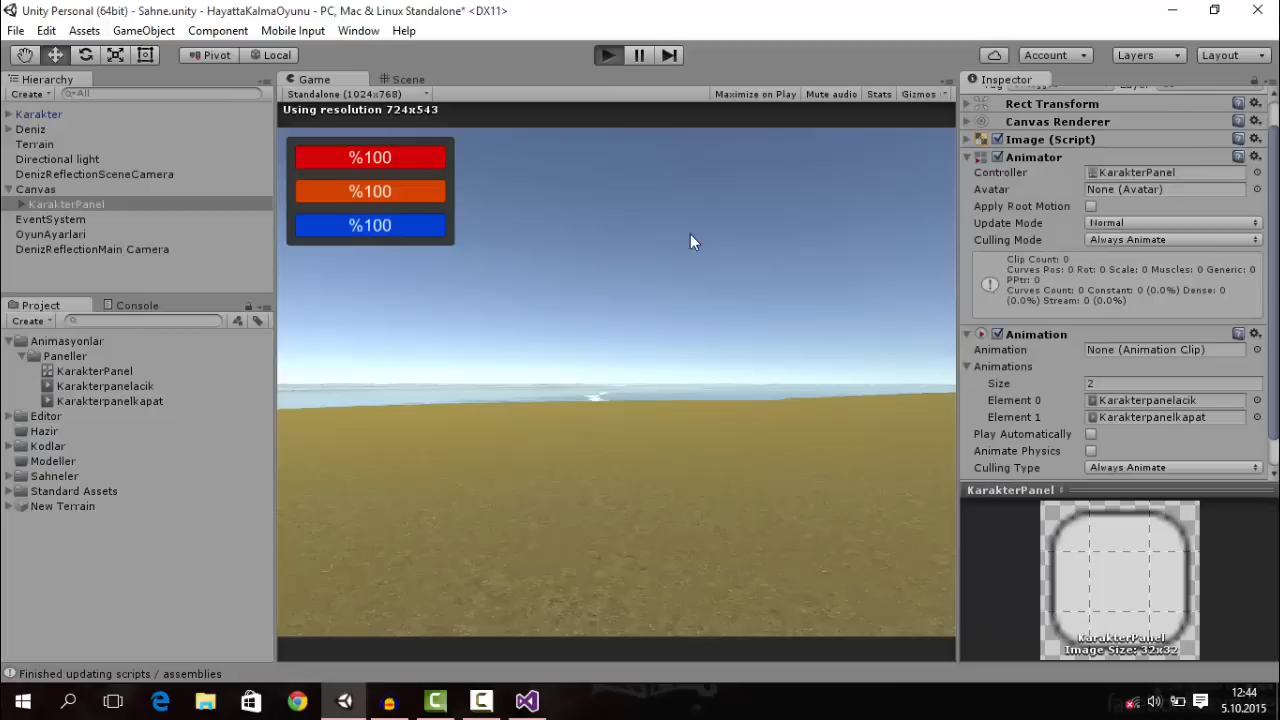 Unity Personal (64bit) - Sahne.unity - HayattaKalmaOyunu - PC, Mac & Linux Standalone* <DX11>
File Edit Assets GameObject Component Mobile Input Window Help
Pivot Local Account Layers Layout
Hierarchy
Create All
Karakter
Deniz
Terrain
Directional light
DenizReflectionSceneCamera
Canvas
KarakterPanel
EventSystem
OyunAyarlari
DenizReflectionMain Camera
Project Console
Create
Animasyonlar
Paneller
KarakterPanel
Karakterpanelacik
Karakterpanelkapat
Editor
Hazir
Kodlar
Modeller
Sahneler
Standard Assets
New Terrain
Game Scene
Standalone (1024x768) Maximize on Play Mute audio Stats Gizmos
Using resolution 724x543
%100
%100
%100
Inspector
Rect Transform
Canvas Renderer
Image (Script)
Animator
Controller KarakterPanel
Avatar None (Avatar)
Apply Root Motion
Update Mode Normal
Culling Mode Always Animate
Clip Count: 0
Curves Pos: 0 Rot: 0 Scale: 0 Muscles: 0 Generic: 0
PPtr: 0
Curves Count: 0 Constant: 0 (0.0%) Dense: 0
(0.0%) Stream: 0 (0.0%)
Animation
Animation None (Animation Clip)
Animations
Size 2
Element 0 Karakterpanelacik
Element 1 Karakterpanelkapat
Play Automatically
Animate Physics
Culling Type Always Animate
KarakterPanel
KarakterPanel
Image Size: 32x32
Finished updating scripts / assemblies
12:44
5.10.2015